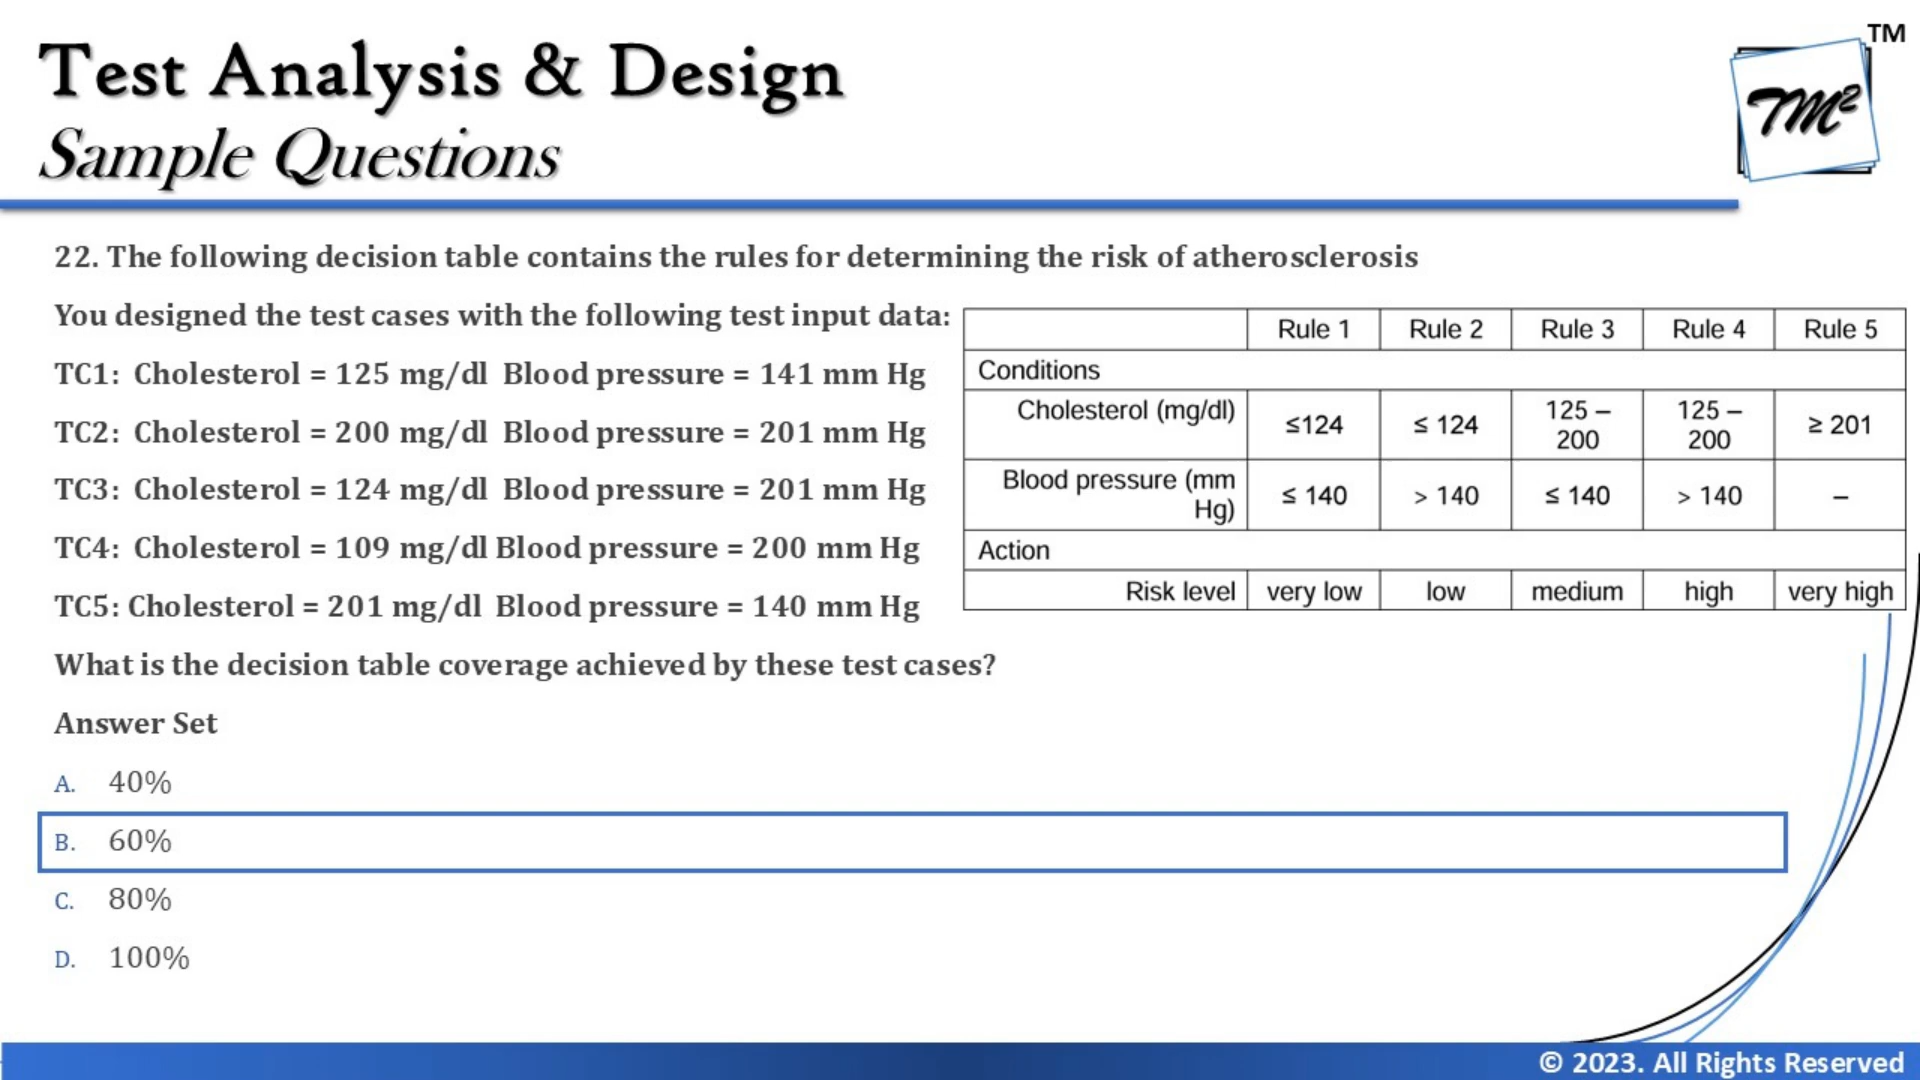 Test Analysis & Design
Sample Questions
TM
TM²
22. The following decision table contains the rules for determining the risk of atherosclerosis
You designed the test cases with the following test input data:
TC1: Cholesterol = 125 mg/dl Blood pressure = 141 mm Hg
TC2: Cholesterol = 200 mg/dl Blood pressure = 201 mm Hg
TC3: Cholesterol = 124 mg/dl Blood pressure = 201 mm Hg
TC4: Cholesterol = 109 mg/dl Blood pressure = 200 mm Hg
TC5: Cholesterol = 201 mg/dl Blood pressure = 140 mm Hg
What is the decision table coverage achieved by these test cases?
Rule 1 Rule 2 Rule 3 Rule 4 Rule 5
Conditions
Cholesterol (mg/dl) ≤124 ≤ 124 125 – 200 125 – 200 ≥ 201
Blood pressure (mm Hg) ≤ 140 > 140 ≤ 140 > 140 –
Action
Risk level very low low medium high very high
Answer Set
A. 40%
B. 60%
C. 80%
D. 100%
© 2023. All Rights Reserved